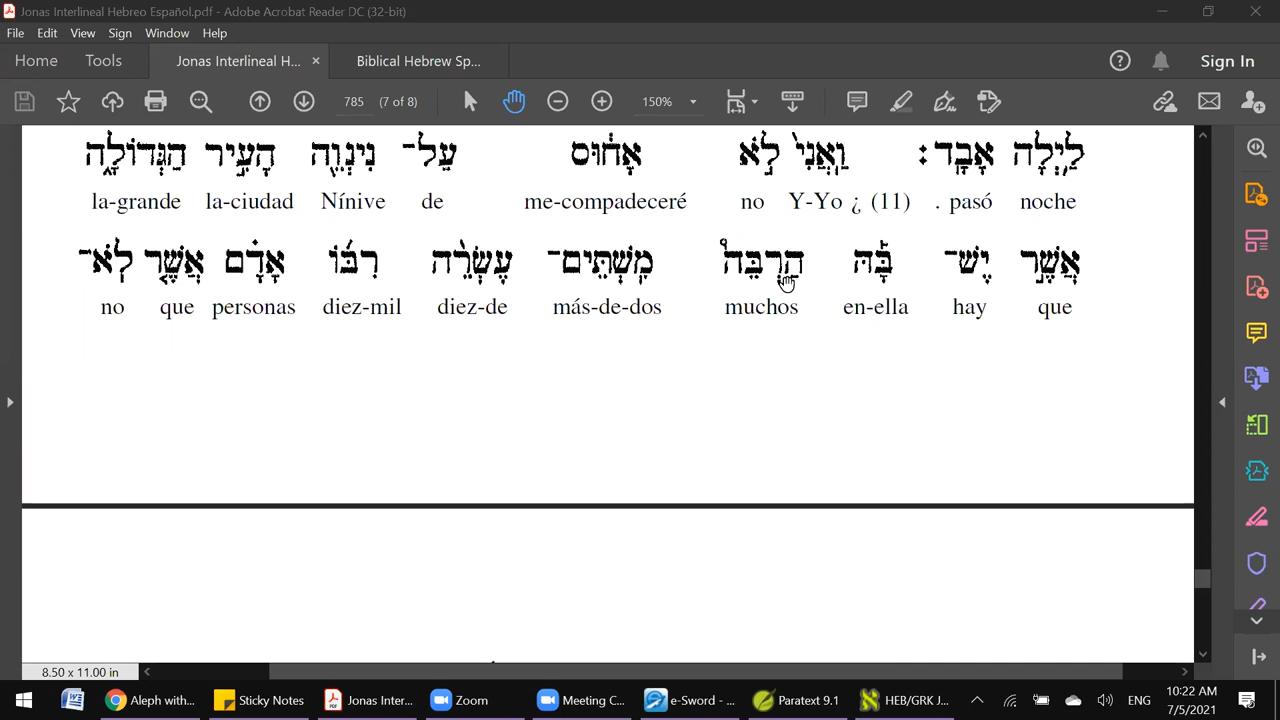 Jonas Interlineal Hebreo Español.pdf - Adobe Acrobat Reader DC (32-bit)
File Edit View Sign Window Help
Home Tools Jonas Interlineal H... × Biblical Hebrew Sp... Sign In
785 (7 of 8) 150%
לַ֥יְלָה אָבָֽד׃ וַֽאֲנִי֙ לֹ֣א אָח֔וּס עַל־ נִינְוֵ֖ה הָעִ֣יר הַגְּדוֹלָ֑ה
la-grande la-ciudad Nínive de me-compadeceré no Y-Yo ¿ (11) . pasó noche
אֲשֶׁ֣ר יֶשׁ־ בָּ֡הּ הַרְבֵּה֩ מִֽשְׁתֵּים־ עֶשְׂרֵ֨ה רִבּ֜וֹ אָדָ֗ם אֲשֶׁ֤ר לֹֽא־
no que personas diez-mil diez-de más-de-dos muchos en-ella hay que
8.50 x 11.00 in
Aleph with... Sticky Notes Jonas Inter... Zoom Meeting C... e-Sword - ... Paratext 9.1 HEB/GRK J... ENG 10:22 AM
7/5/2021